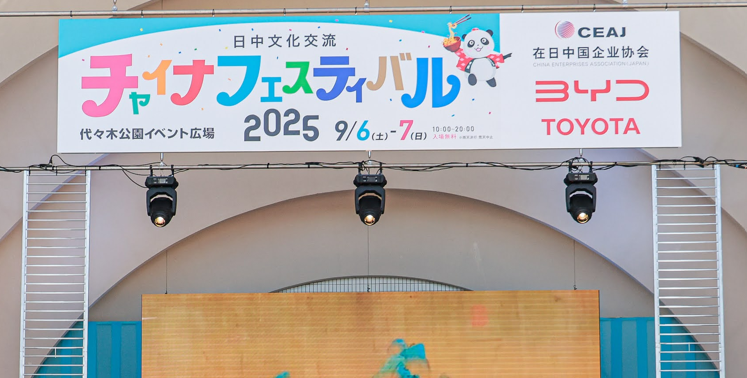 日中文化交流
チャイナフェスティバル
代々木公園イベント広場
2025 9/6(土)-7(日)
10:00-20:00
入場無料
CEAJ
在日中国企业协会
CHINA ENTERPRISES ASSOCIATION (JAPAN)
BYD
TOYOTA